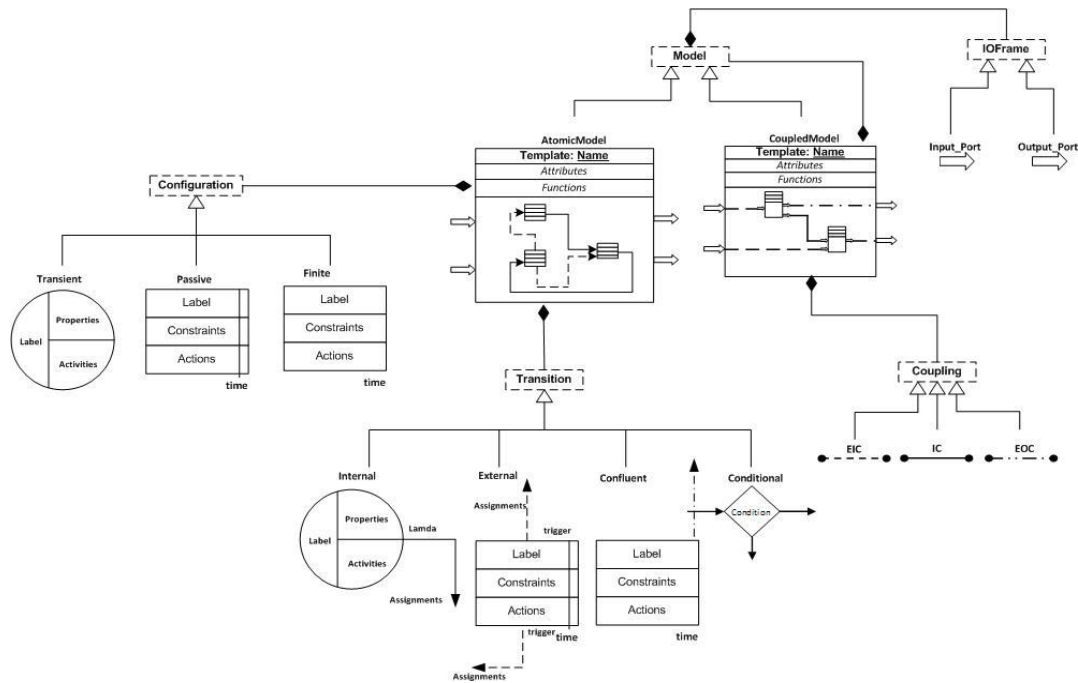 Model
IOFrame
AtomicModel
CoupledModel
Input_Port
Output_Port
Template: Name
Attributes
Functions
Template: Name
Attributes
Functions
Configuration
Transient
Passive
Finite
Label
Properties
Activities
Label
Constraints
Actions
time
Label
Constraints
Actions
time
Transition
Coupling
EIC
IC
EOC
Internal
External
Confluent
Conditional
Label
Properties
Activities
Lamda
Assignments
Assignments
trigger
Label
Constraints
Actions
trigger
time
Assignments
Label
Constraints
Actions
time
Condition